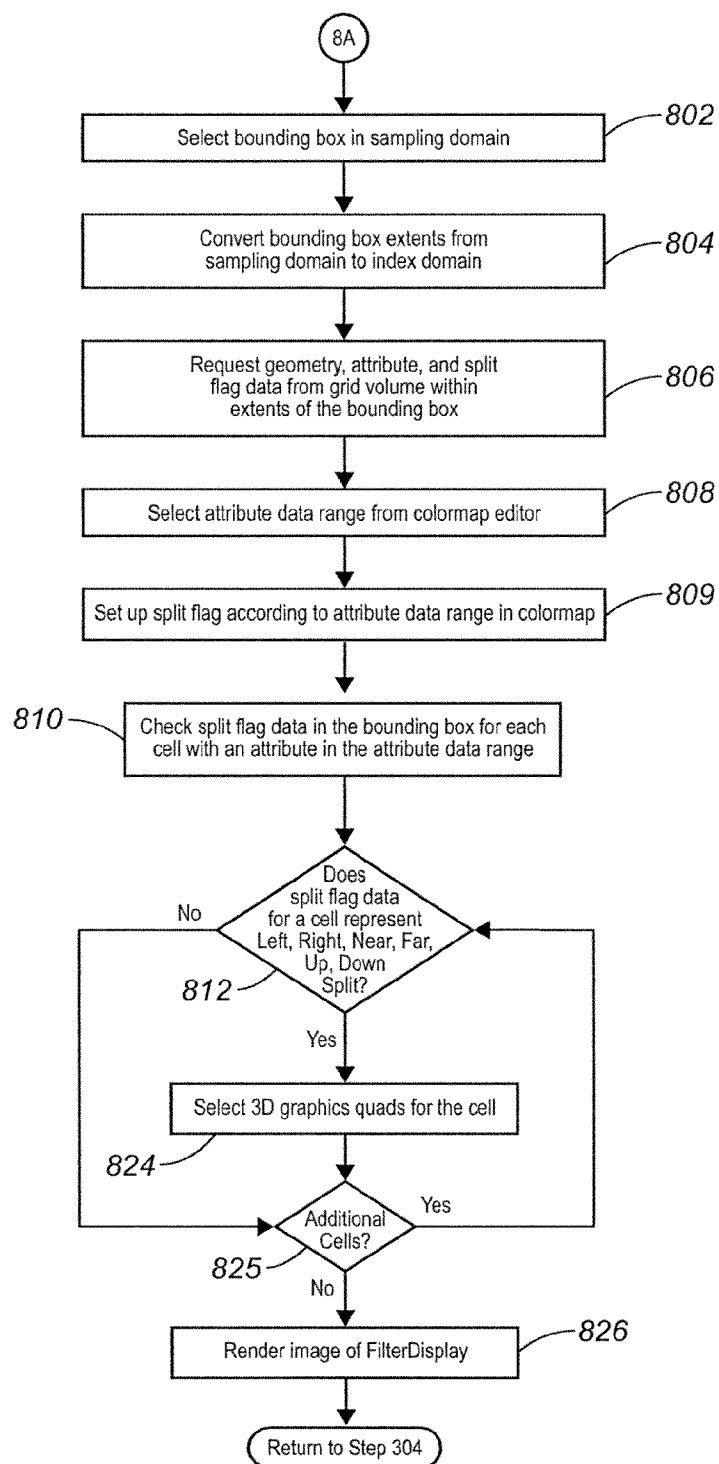 8A
Select bounding box in sampling domain
802
Convert bounding box extents from
sampling domain to index domain
804
Request geometry, attribute, and split
flag data from grid volume within
extents of the bounding box
806
Select attribute data range from colormap editor
808
Set up split flag according to attribute data range in colormap
809
810
Check split flag data in the bounding box for each
cell with an attribute in the attribute data range
Does
split flag data
for a cell represent
Left, Right, Near, Far,
Up, Down
Split?
No
812
Yes
Select 3D graphics quads for the cell
824
Additional
Cells?
Yes
825
No
Render image of FilterDisplay
826
Return to Step 304